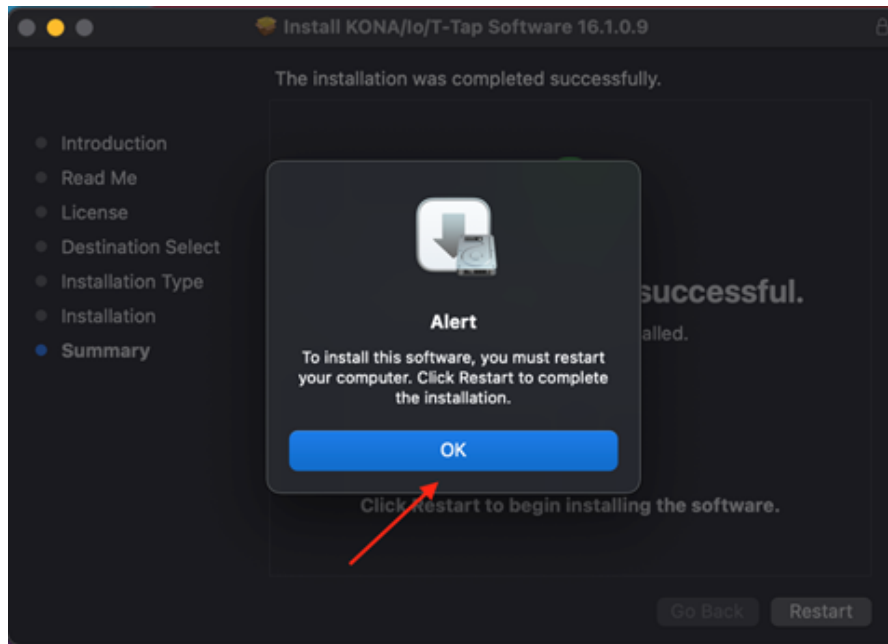 Install KONA/Io/T-Tap Software 16.1.0.9
The installation was completed successfully.
Introduction
Read Me
License
Destination Select
Installation Type
Installation
Summary
successful.
alled.
Alert
To install this software, you must restart
your computer. Click Restart to complete
the installation.
OK
Click Restart to begin installing the software.
Go Back
Restart